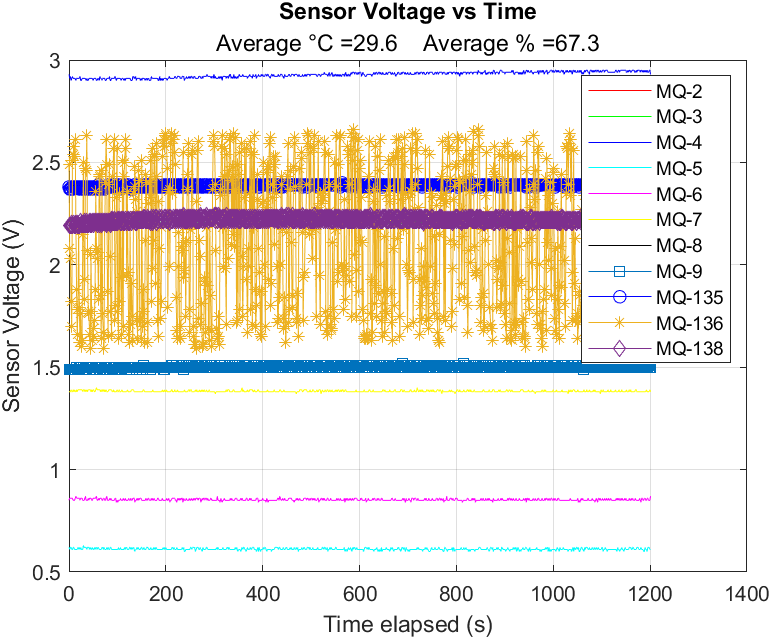 Sensor Voltage vs Time
Average °C =29.6 Average % =67.3
3
2.5
2
1.5
1
0.5
Sensor Voltage (V)
0 200 400 600 800 1000 1200 1400
Time elapsed (s)
MQ-2
MQ-3
MQ-4
MQ-5
MQ-6
MQ-7
MQ-8
MQ-9
MQ-135
MQ-136
MQ-138